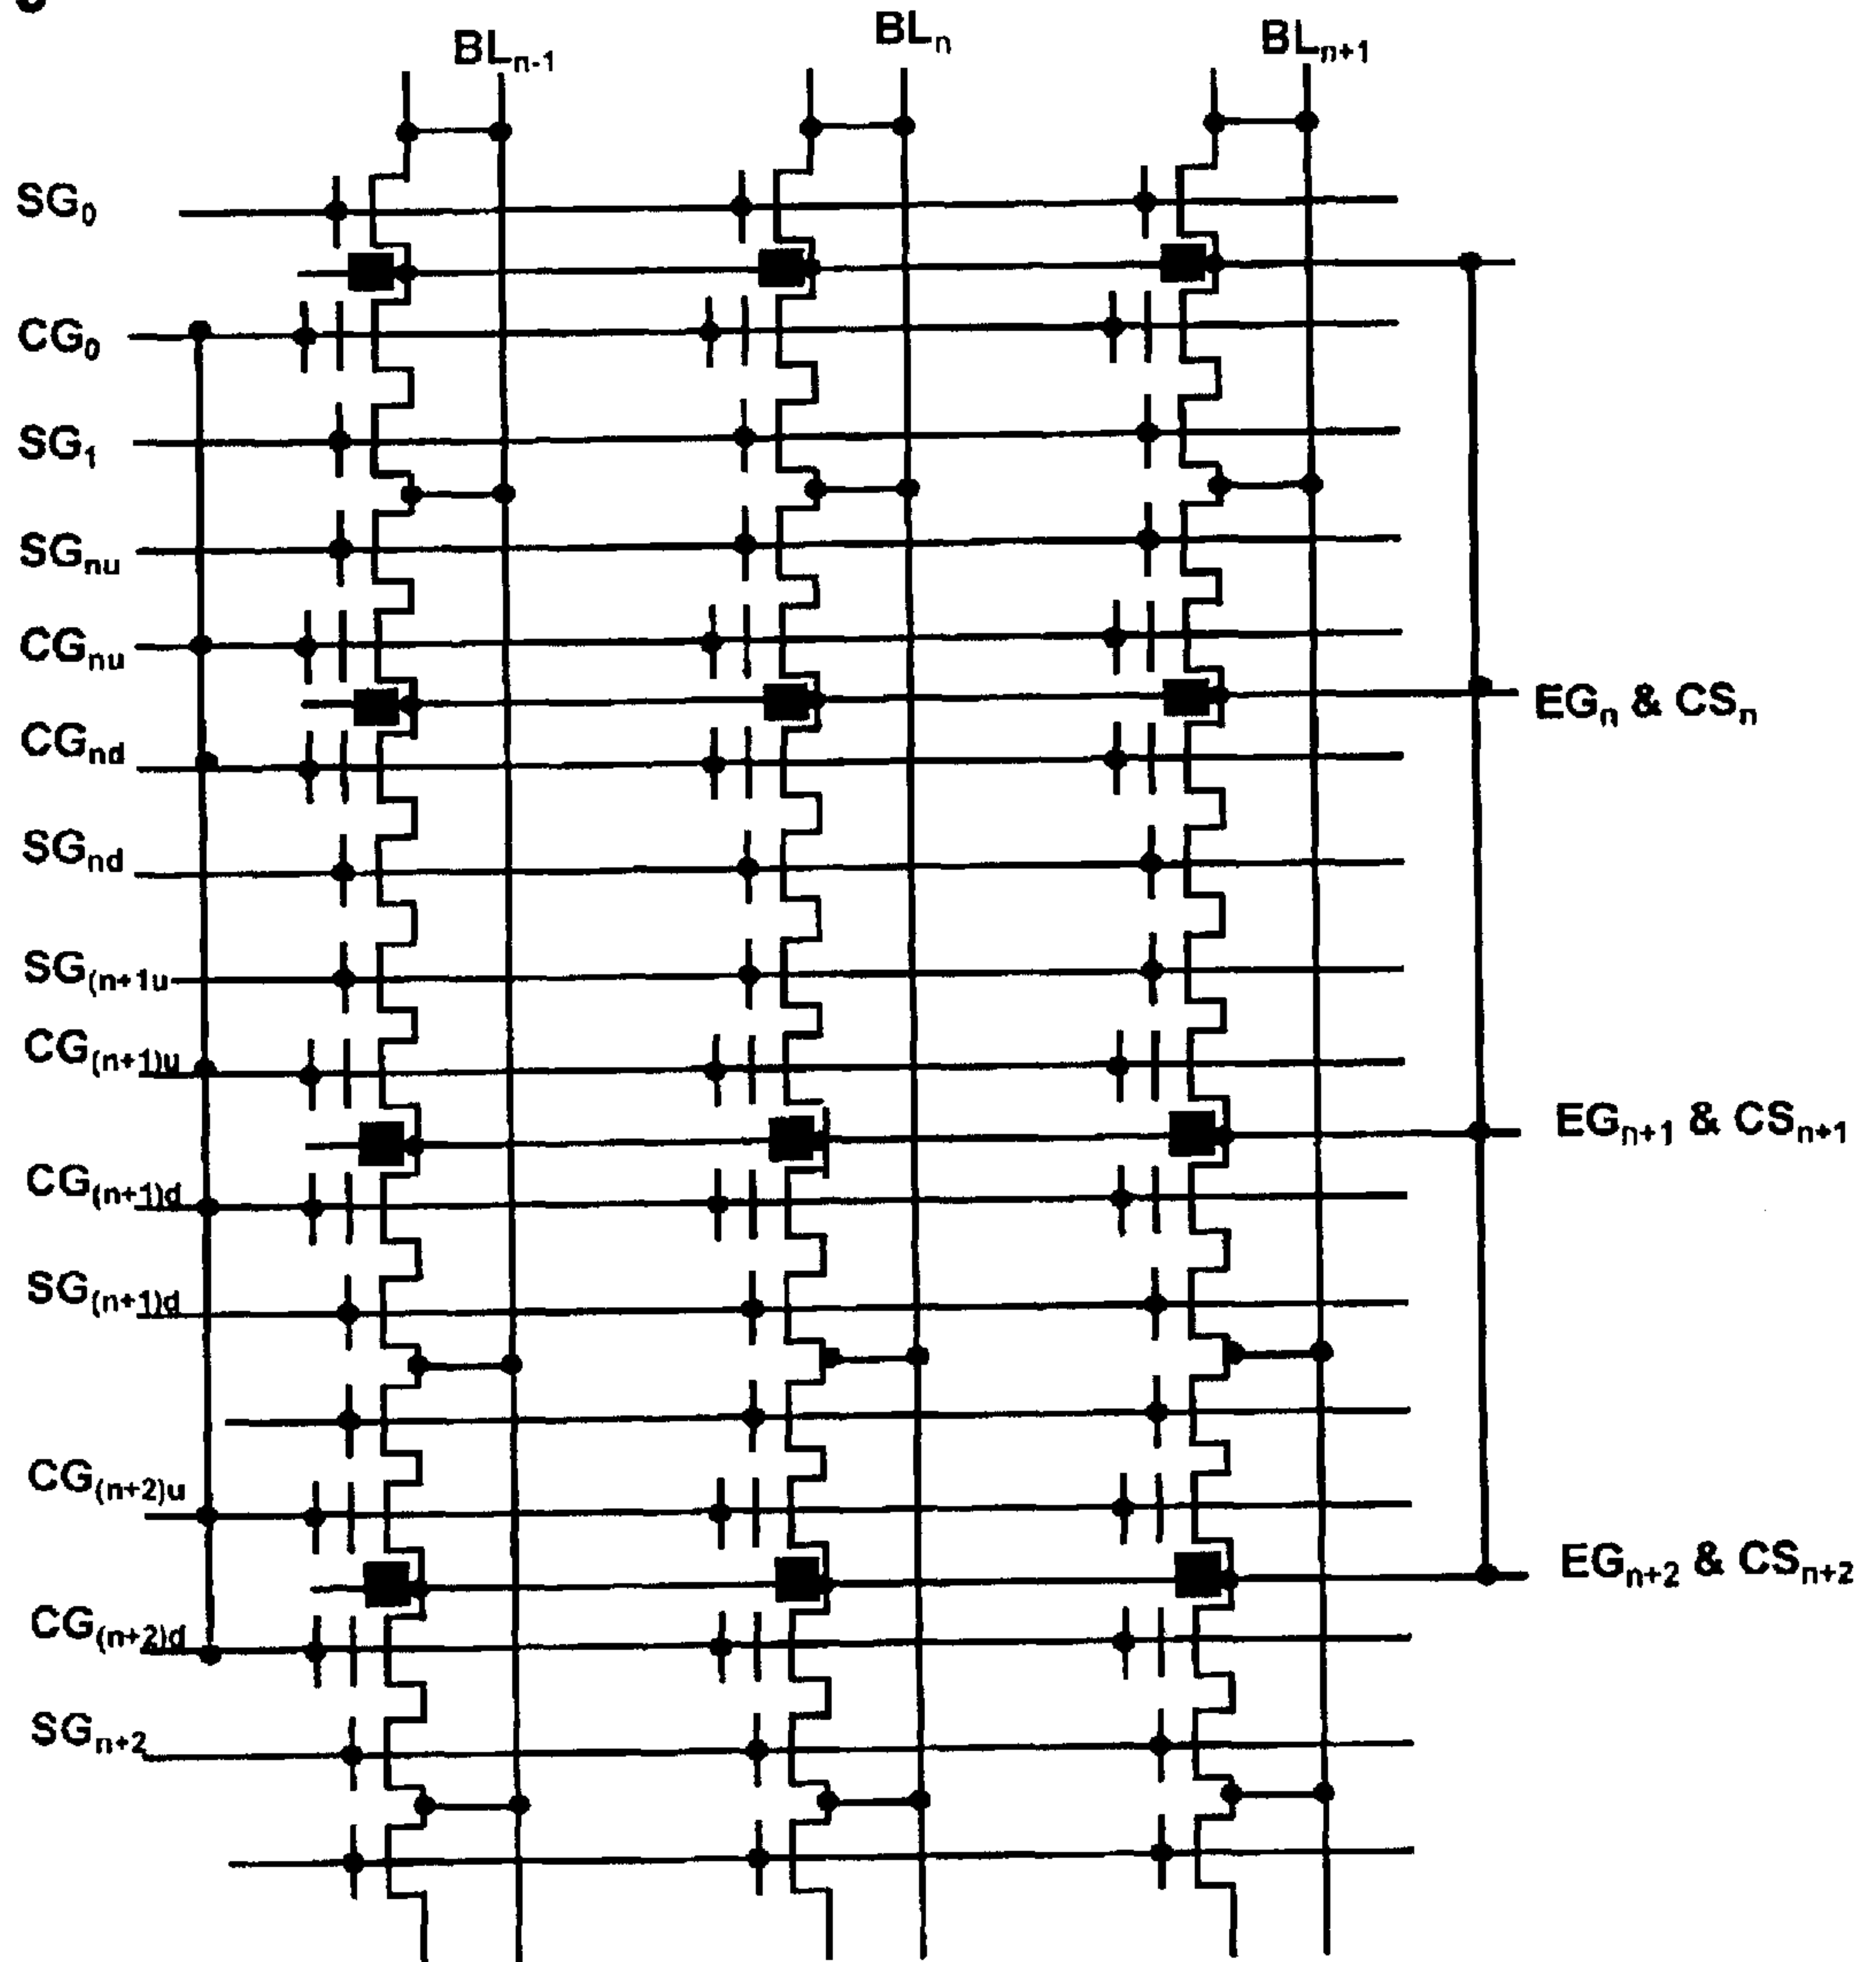 BLn-1 BLn BLn+1
SG0
CG0
SG1
SGnu
CGnu
EGn & CSn
CGnd
SGnd
SG(n+1u
CG(n+1)u
EGn+1 & CSn+1
CG(n+1)d
SG(n+1)d
CG(n+2)u
EGn+2 & CSn+2
CG(n+2)d
SGn+2